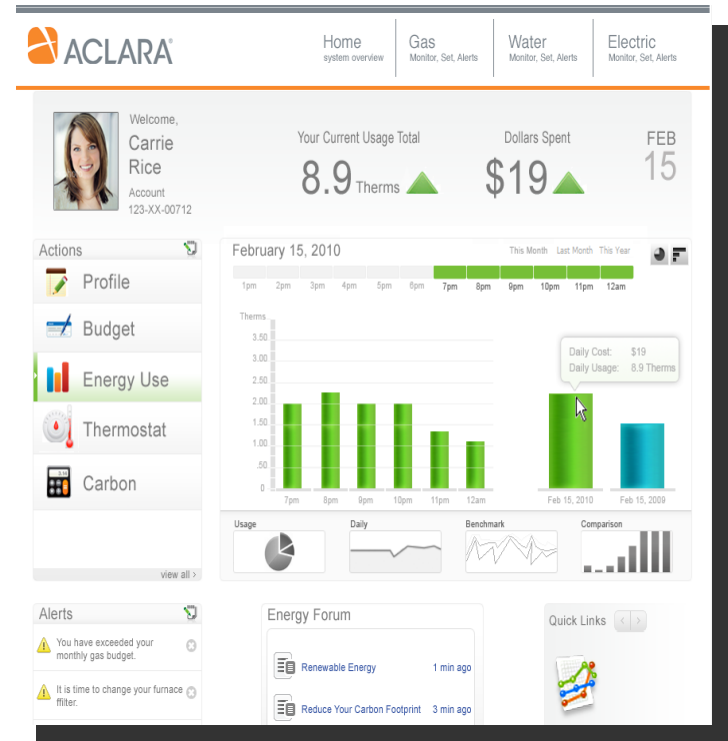 ACLARA®
Home
system overview
Gas
Monitor, Set, Alerts
Water
Monitor, Set, Alerts
Electric
Monitor, Set, Alerts
Welcome,
Carrie
Rice
Account
123-XX-00712
Your Current Usage Total
8.9 Therms
Dollars Spent
$19
FEB
15
Actions
Profile
Budget
Energy Use
Thermostat
Carbon
view all ›
February 15, 2010
This Month Last Month This Year
1pm 2pm 3pm 4pm 5pm 6pm 7pm 8pm 9pm 10pm 11pm 12am
Therms
3.50
3.00
2.50
2.00
1.50
1.00
.50
0
7pm 8pm 9pm 10pm 11pm 12am
Daily Cost: $19
Daily Usage: 8.9 Therms
Feb 15, 2010 Feb 15, 2009
Usage
Daily
Benchmark
Comparison
Alerts
You have exceeded your
monthly gas budget.
It is time to change your furnace
ffilter.
Energy Forum
Renewable Energy 1 min ago
Reduce Your Carbon Footprint 3 min ago
Quick Links